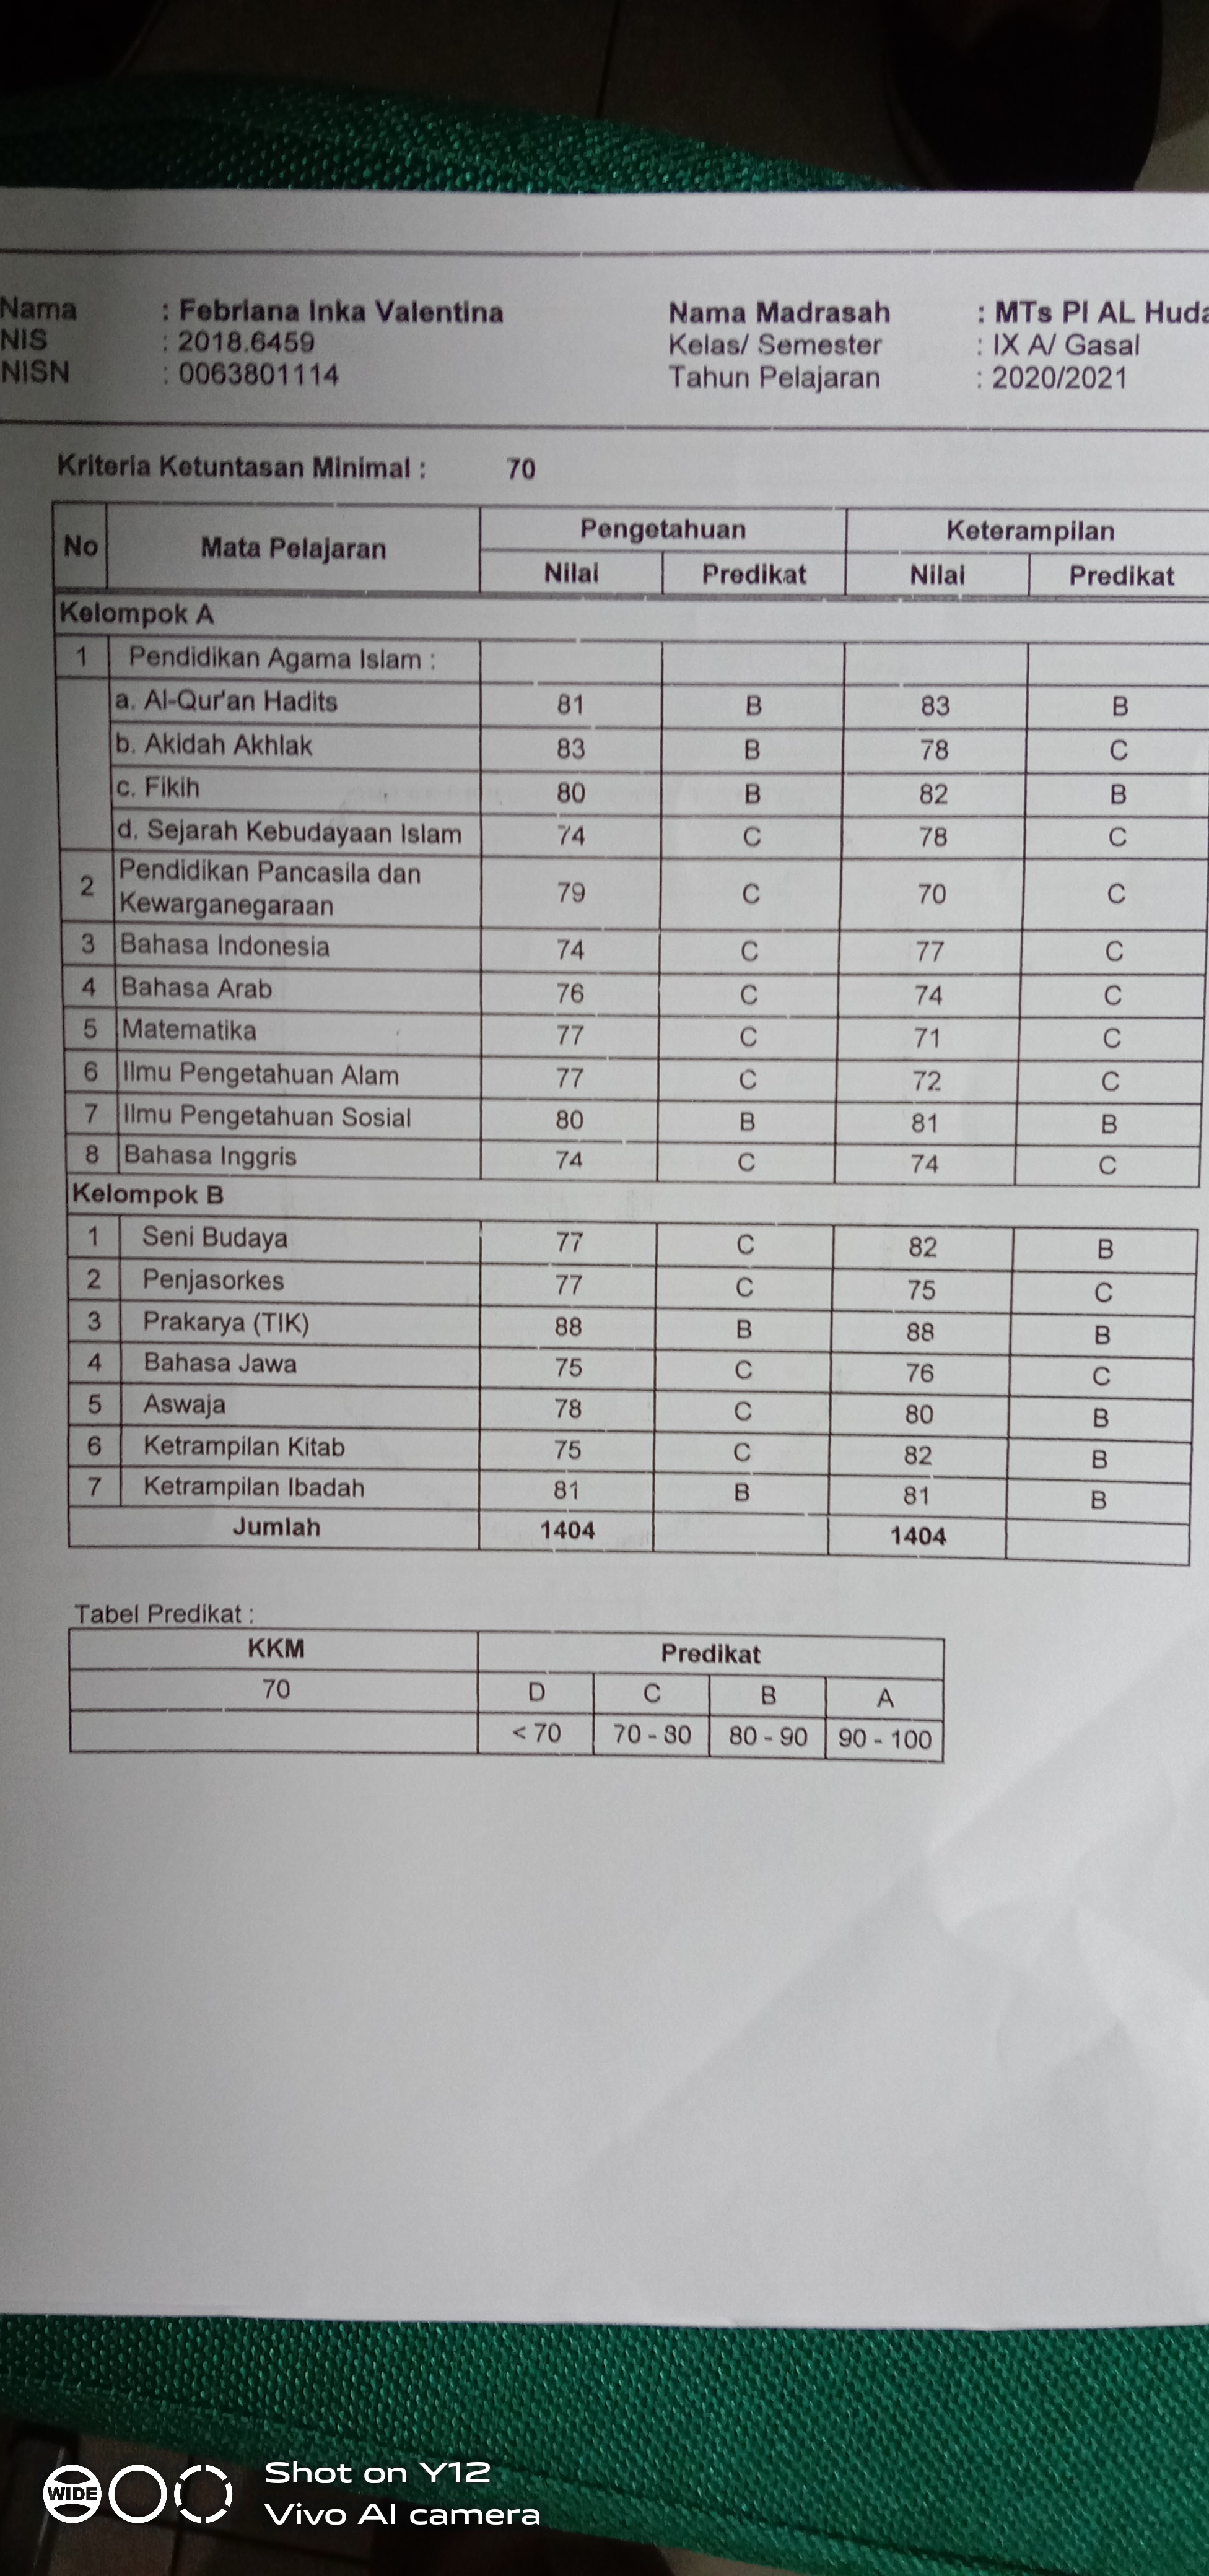 Nama : Febriana Inka Valentina Nama Madrasah : MTs PI AL Huda
NIS : 2018.6459 Kelas/ Semester : IX A/ Gasal
NISN : 0063801114 Tahun Pelajaran : 2020/2021
Kriteria Ketuntasan Minimal : 70
No Mata Pelajaran Pengetahuan Keterampilan
Nilai Predikat Nilai Predikat
Kelompok A
1 Pendidikan Agama Islam :
a. Al-Qur'an Hadits 81 B 83 B
b. Akidah Akhlak 83 B 78 C
c. Fikih 80 B 82 B
d. Sejarah Kebudayaan Islam 74 C 78 C
2 Pendidikan Pancasila dan
Kewarganegaraan 79 C 70 C
3 Bahasa Indonesia 74 C 77 C
4 Bahasa Arab 76 C 74 C
5 Matematika 77 C 71 C
6 Ilmu Pengetahuan Alam 77 C 72 C
7 Ilmu Pengetahuan Sosial 80 B 81 B
8 Bahasa Inggris 74 C 74 C
Kelompok B
1 Seni Budaya 77 C 82 B
2 Penjasorkes 77 C 75 C
3 Prakarya (TIK) 88 B 88 B
4 Bahasa Jawa 75 C 76 C
5 Aswaja 78 C 80 B
6 Ketrampilan Kitab 75 C 82 B
7 Ketrampilan Ibadah 81 B 81 B
Jumlah 1404 1404
Tabel Predikat :
KKM Predikat
70 D C B A
< 70 70 - 80 80 - 90 90 - 100
WIDE
Shot on Y12
Vivo AI camera